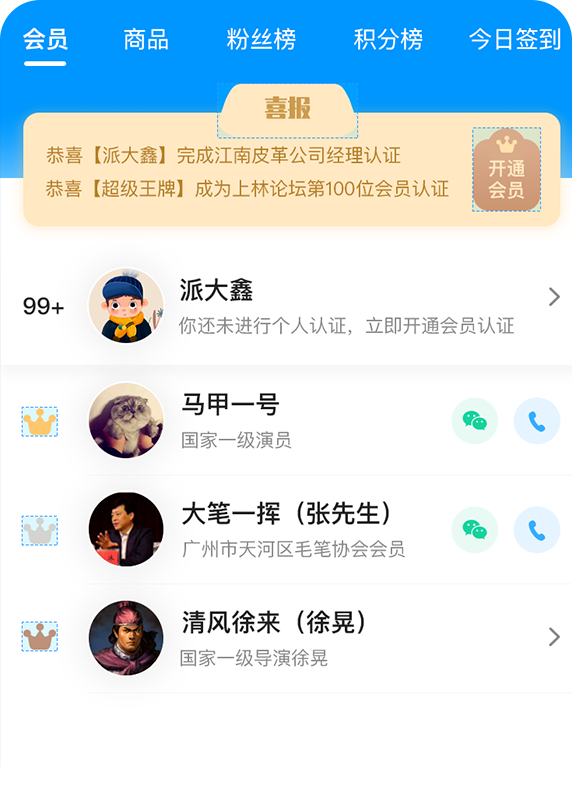 会员 商品 粉丝榜 积分榜 今日签到
喜报
恭喜【派大鑫】完成江南皮革公司经理认证
恭喜【超级王牌】成为上林论坛第100位会员认证
开通
会员
99+
派大鑫
你还未进行个人认证，立即开通会员认证
马甲一号
国家一级演员
大笔一挥（张先生）
广州市天河区毛笔协会会员
清风徐来（徐晃）
国家一级导演徐晃